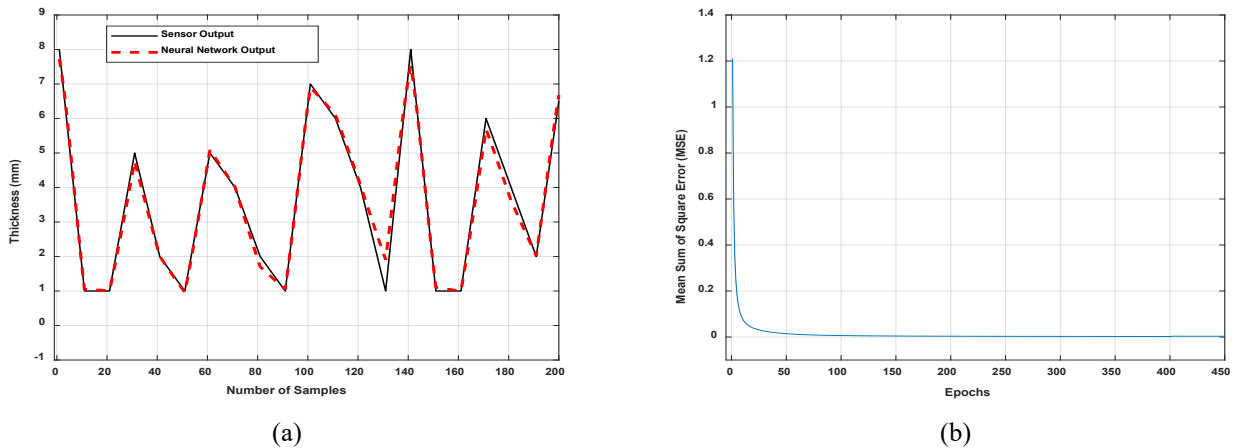 9
8
7
6
5
4
3
2
1
0
-1
Thickness (mm)
Sensor Output
Neural Network Output
0 20 40 60 80 100 120 140 160 180 200
Number of Samples
(a)
1.4
1.2
1
0.8
0.6
0.4
0.2
0
Mean Sum of Square Error (MSE)
0 50 100 150 200 250 300 350 400 450
Epochs
(b)